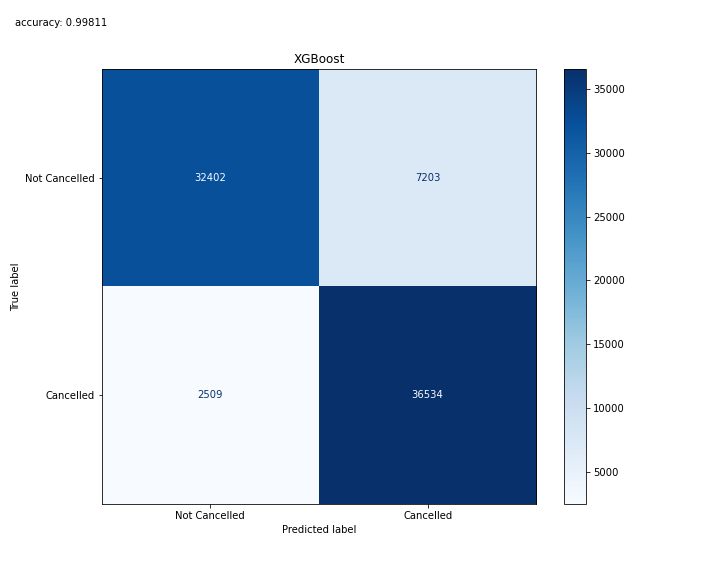 accuracy: 0.99811
XGBoost
Not Cancelled
32402
7203
Cancelled
2509
36534
True label
Not Cancelled
Cancelled
Predicted label
35000
30000
25000
20000
15000
10000
5000